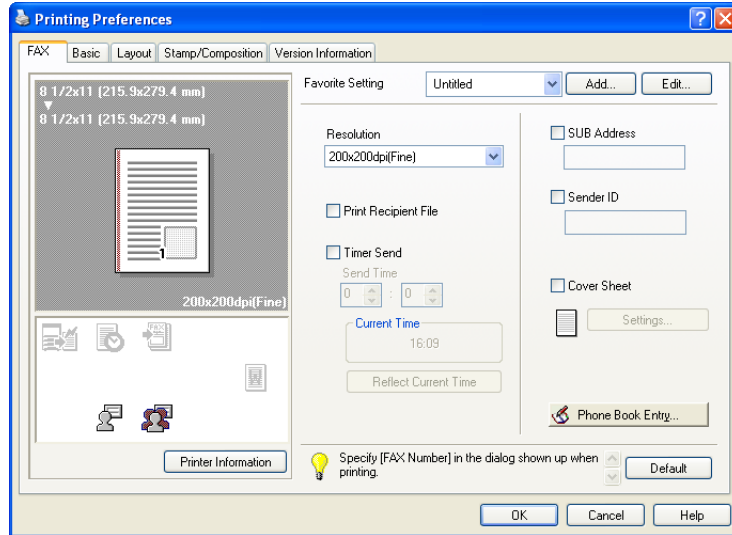 Printing Preferences
FAX Basic Layout Stamp/Composition Version Information
8 1/2x11 (215.9x279.4 mm)
8 1/2x11 (215.9x279.4 mm)
1
200x200dpi(Fine)
Printer Information
Favorite Setting Untitled Add... Edit...
Resolution
200x200dpi(Fine)
Print Recipient File
Timer Send
Send Time
0 : 0
Current Time
16:09
Reflect Current Time
SUB Address
Sender ID
Cover Sheet
Settings...
Phone Book Entry...
Specify [FAX Number] in the dialog shown up when
printing.
Default
OK Cancel Help